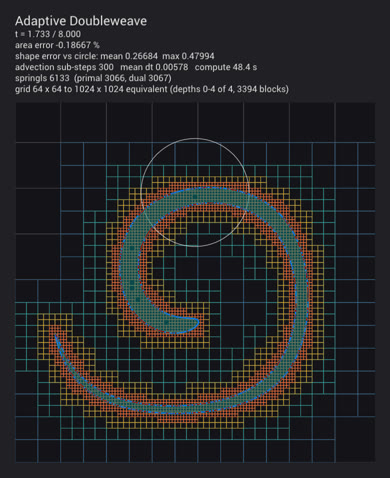 Adaptive Doubleweave
t = 1.733 / 8.000
area error -0.18667 %
shape error vs circle: mean 0.26684 max 0.47994
advection sub-steps 300 mean dt 0.00578 compute 48.4 s
springls 6133 (primal 3066, dual 3067)
grid 64 x 64 to 1024 x 1024 equivalent (depths 0-4 of 4, 3394 blocks)